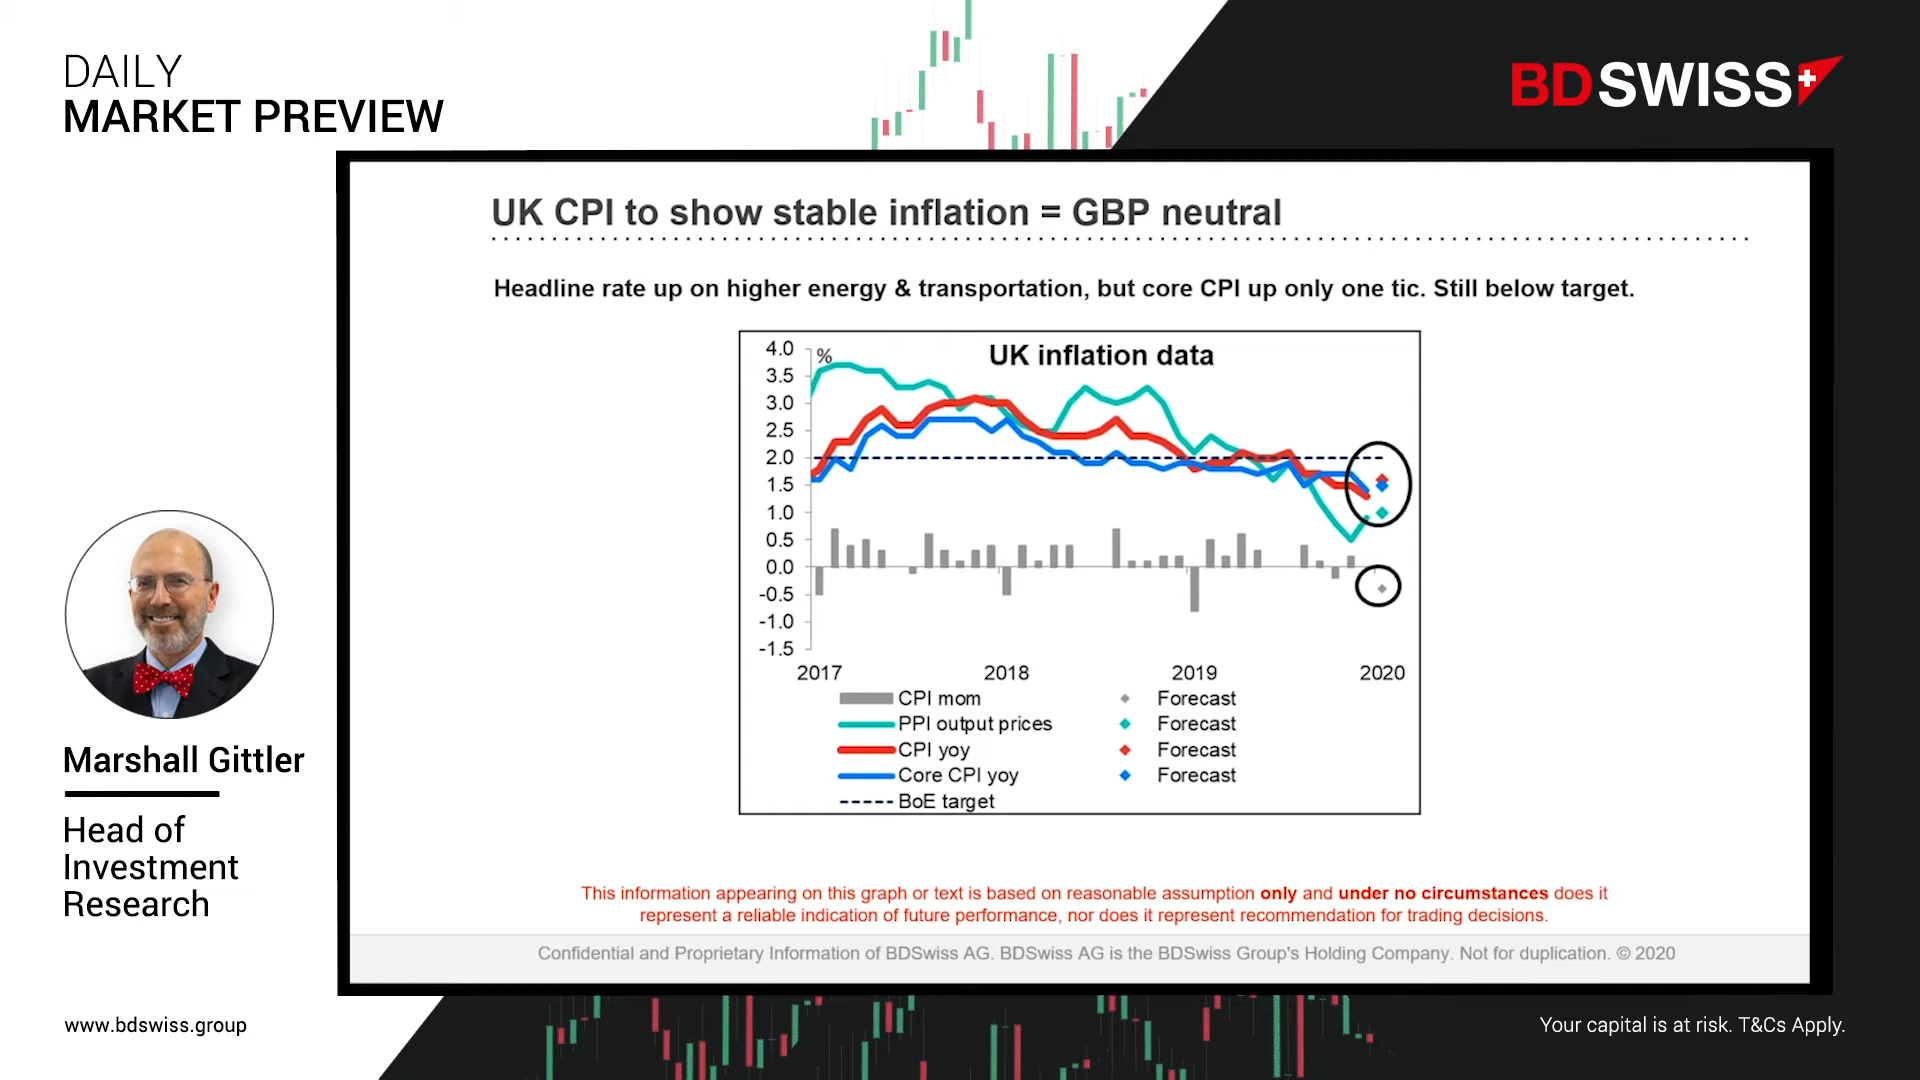 DAILY
MARKET PREVIEW
BDSWISS
UK CPI to show stable inflation = GBP neutral
Headline rate up on higher energy & transportation, but core CPI up only one tic. Still below target.
UK inflation data
%
4.0
3.5
3.0
2.5
2.0
1.5
1.0
0.5
0.0
-0.5
-1.0
-1.5
2017 2018 2019 2020
CPI mom Forecast
PPI output prices Forecast
CPI yoy Forecast
Core CPI yoy Forecast
BoE target
Marshall Gittler
Head of
Investment
Research
This information appearing on this graph or text is based on reasonable assumption only and under no circumstances does it
represent a reliable indication of future performance, nor does it represent recommendation for trading decisions.
Confidential and Proprietary Information of BDSwiss AG. BDSwiss AG is the BDSwiss Group's Holding Company. Not for duplication. © 2020
www.bdswiss.group
Your capital is at risk. T&Cs Apply.